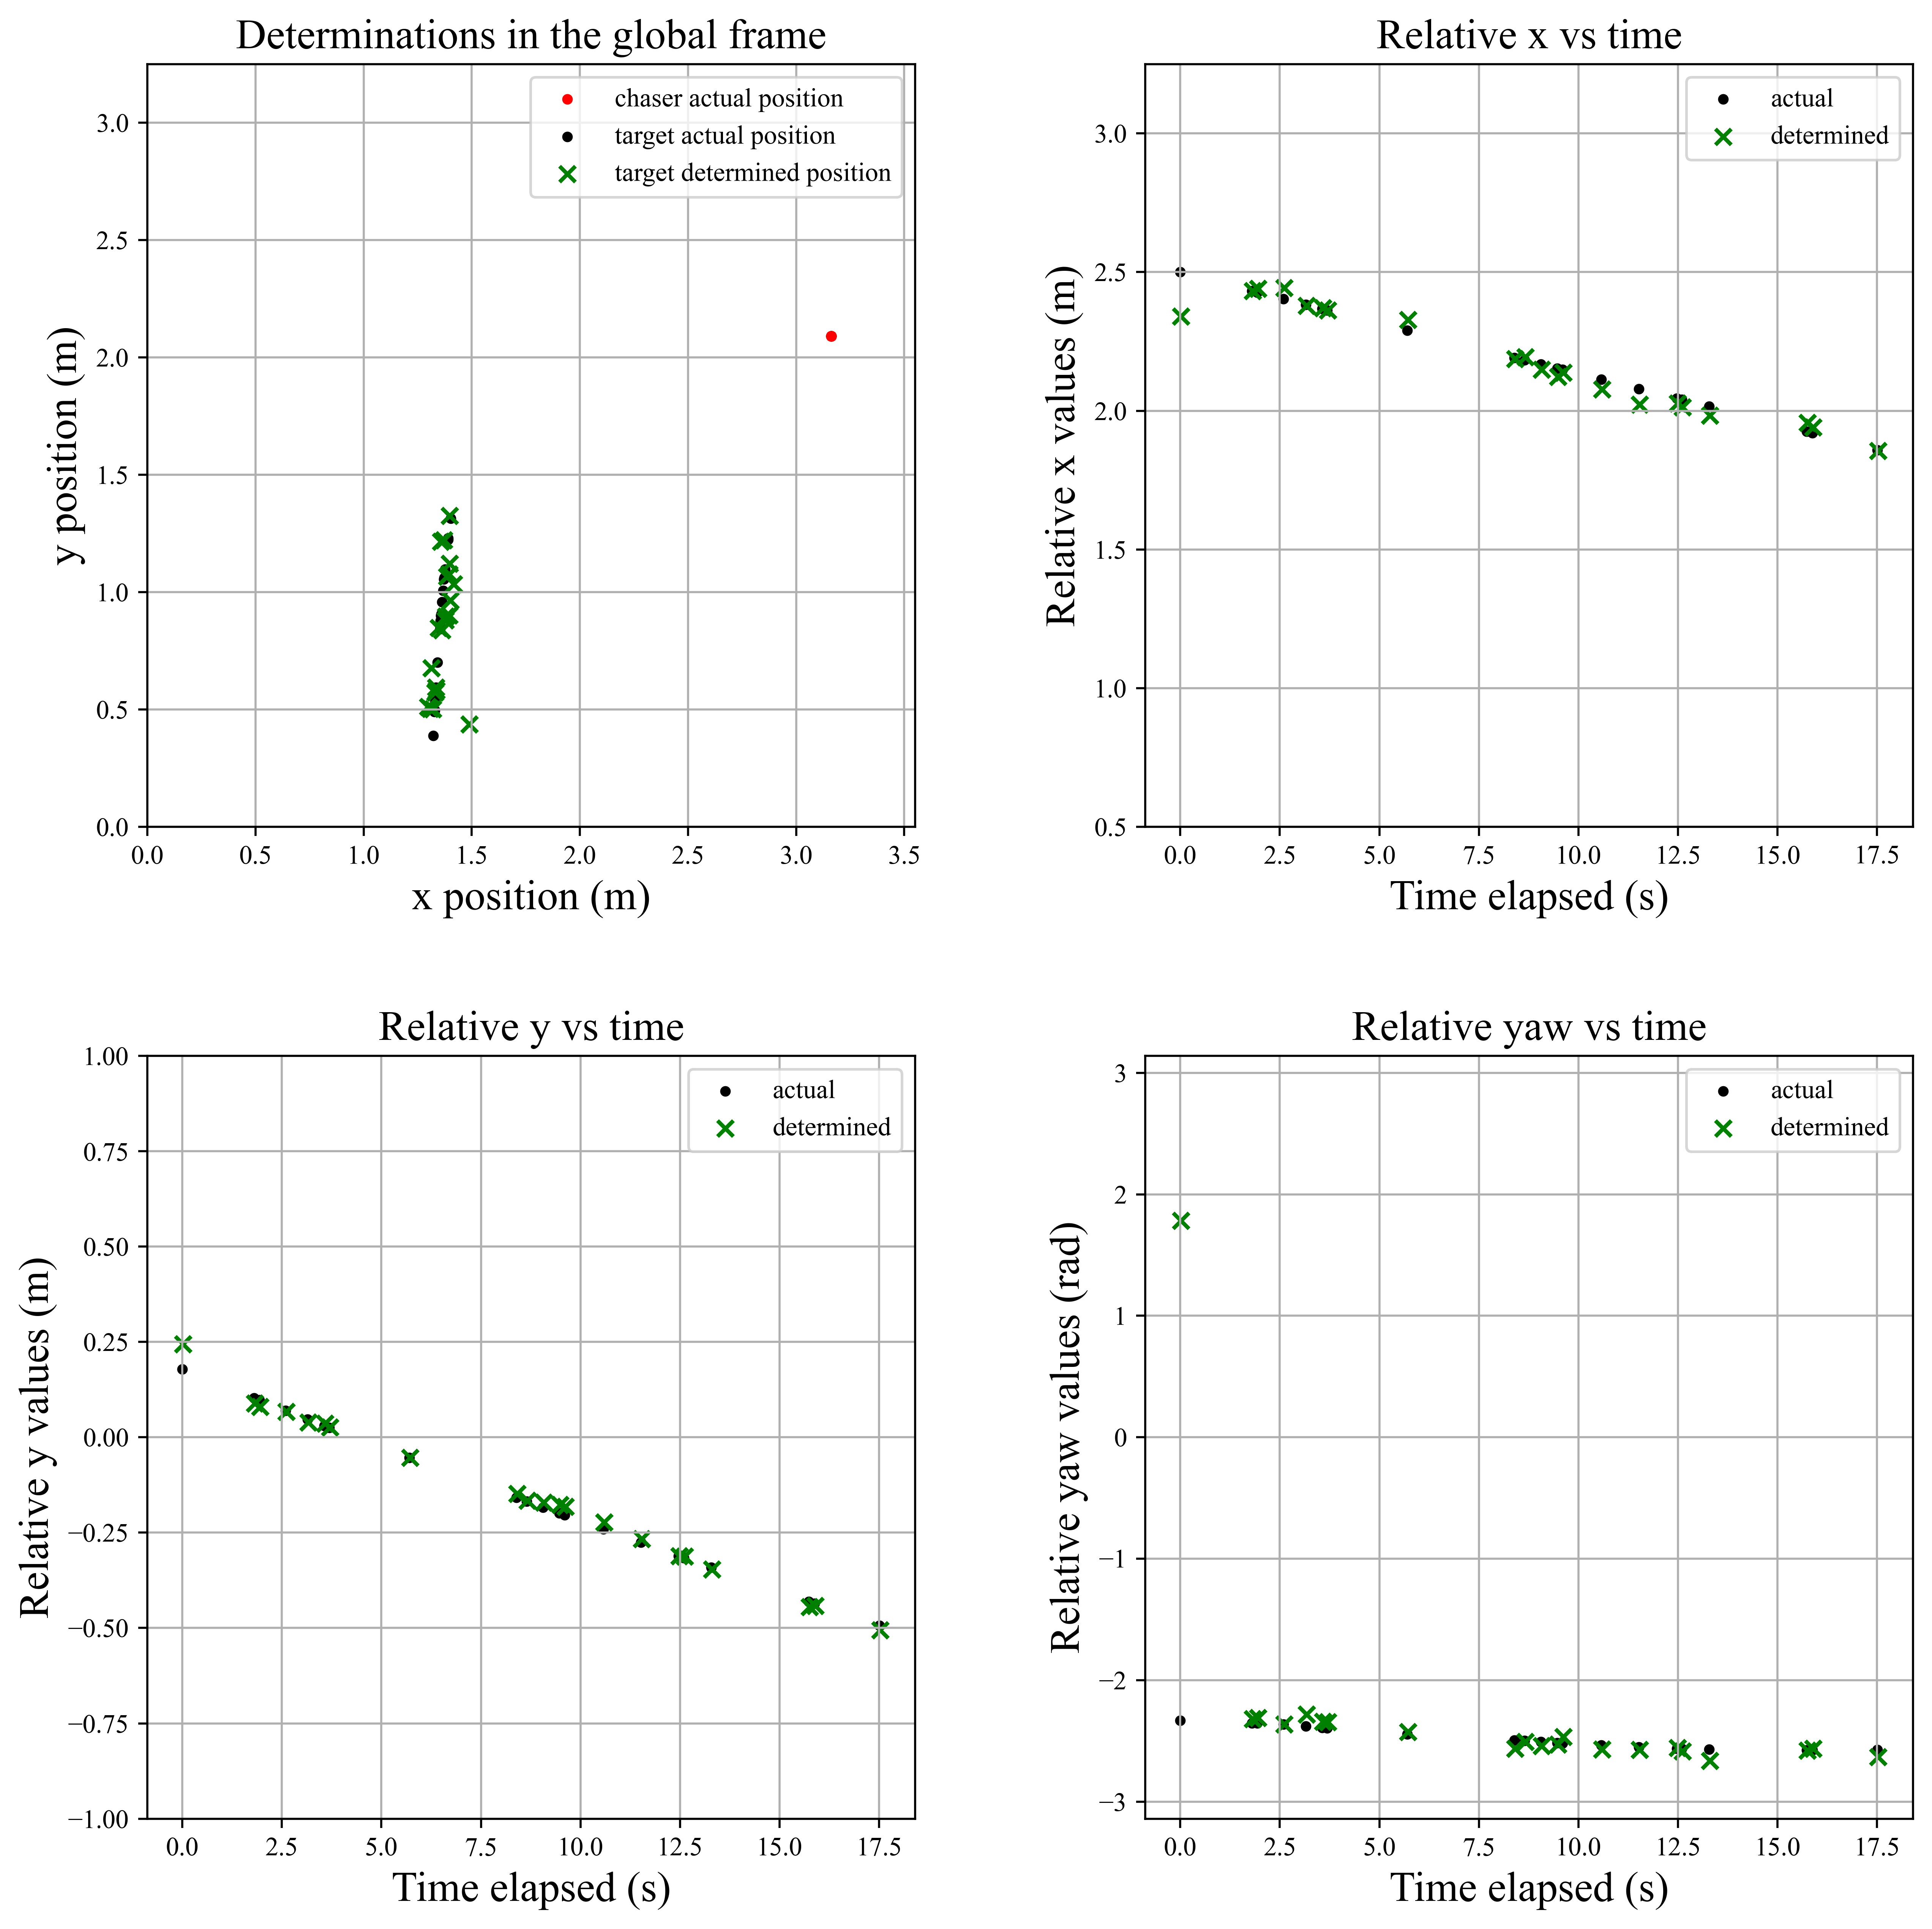 Determinations in the global frame
chaser actual position
target actual position
target determined position
3.0
2.5
2.0
1.5
1.0
0.5
0.0
y position (m)
0.0 0.5 1.0 1.5 2.0 2.5 3.0 3.5
x position (m)
Relative x vs time
actual
determined
3.0
2.5
2.0
1.5
1.0
0.5
Relative x values (m)
0.0 2.5 5.0 7.5 10.0 12.5 15.0 17.5
Time elapsed (s)
Relative y vs time
actual
determined
1.00
0.75
0.50
0.25
0.00
−0.25
−0.50
−0.75
−1.00
Relative y values (m)
0.0 2.5 5.0 7.5 10.0 12.5 15.0 17.5
Time elapsed (s)
Relative yaw vs time
actual
determined
3
2
1
0
−1
−2
−3
Relative yaw values (rad)
0.0 2.5 5.0 7.5 10.0 12.5 15.0 17.5
Time elapsed (s)